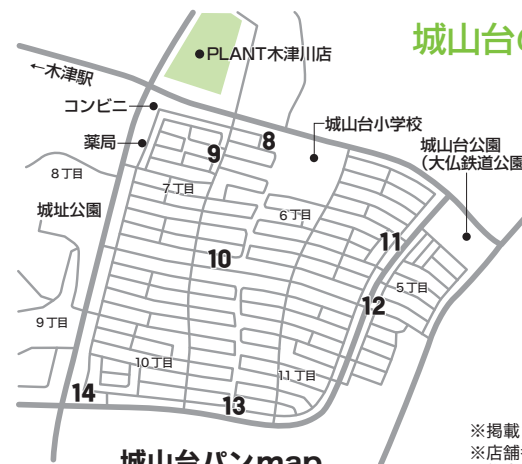 城山台の
PLANT木津川店
←木津駅
コンビニ
薬局
8
9
城山台小学校
城山台公園
(大仏鉄道公園
8丁目
7丁目
6丁目
城址公園
10
11
5丁目
12
9丁目
10丁目
11丁目
14
13
城山台パンmap
※掲載
※店舗